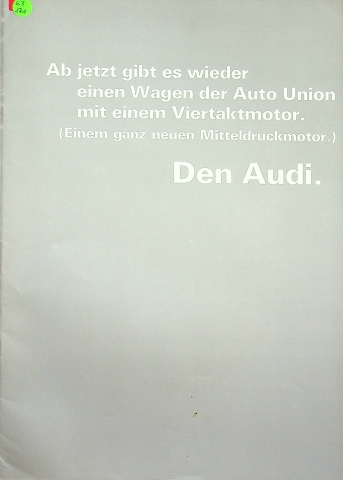 Ab jetzt gibt es wieder
einen Wagen der Auto Union
mit einem Viertaktmotor.
(Einem ganz neuen Mitteldruckmotor.)
Den Audi.